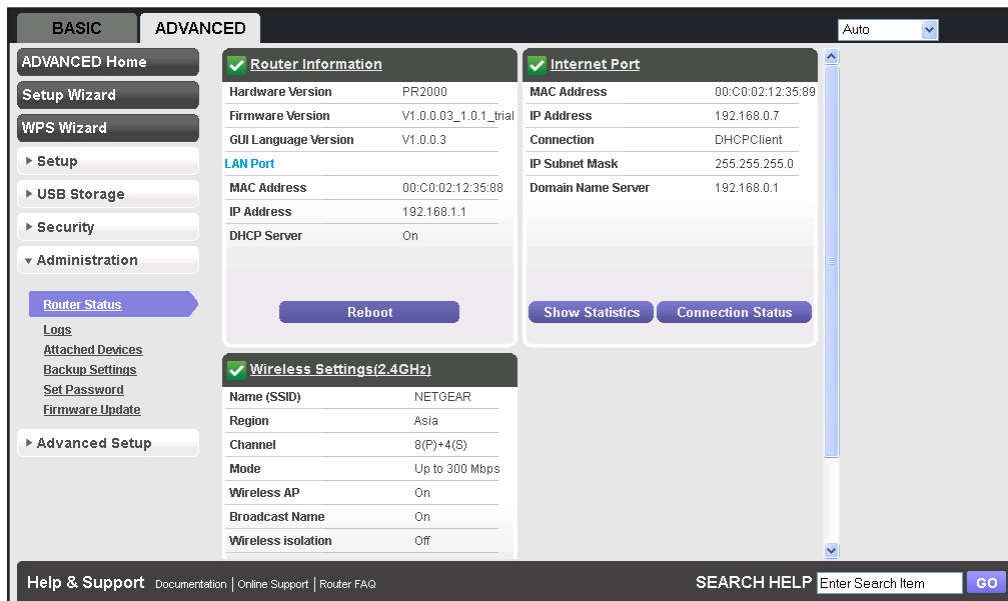 BASIC
ADVANCED
Auto
ADVANCED Home
Setup Wizard
WPS Wizard
Setup
USB Storage
Security
Administration
Router Status
Logs
Attached Devices
Backup Settings
Set Password
Firmware Update
Advanced Setup
Router Information
Hardware Version PR2000
Firmware Version V1.0.0.03_1.0.1_trial
GUI Language Version V1.0.0.3
LAN Port
MAC Address 00:C0:02:12:35:88
IP Address 192.168.1.1
DHCP Server On
Reboot
Internet Port
MAC Address 00:C0:02:12:35:89
IP Address 192.168.0.7
Connection DHCPClient
IP Subnet Mask 255.255.255.0
Domain Name Server 192.168.0.1
Show Statistics Connection Status
Wireless Settings(2.4GHz)
Name (SSID) NETGEAR
Region Asia
Channel 8(P)+4(S)
Mode Up to 300 Mbps
Wireless AP On
Broadcast Name On
Wireless isolation Off
Help & Support Documentation | Online Support | Router FAQ
SEARCH HELP Enter Search Item GO